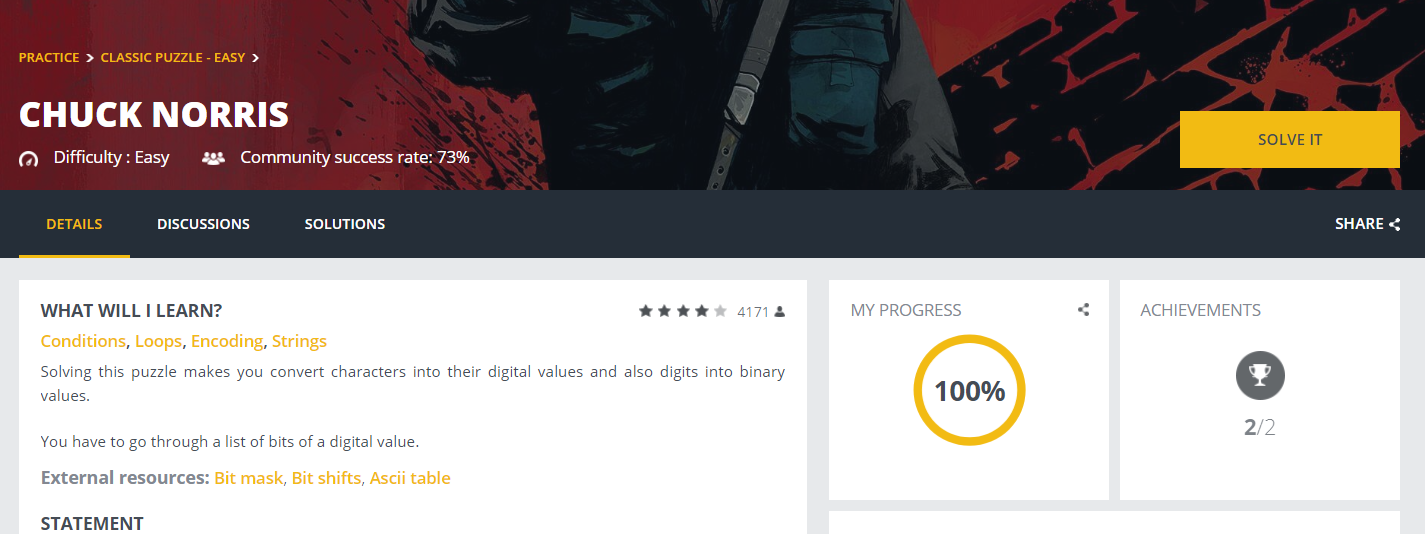 PRACTICE > CLASSIC PUZZLE - EASY >
CHUCK NORRIS
Difficulty : Easy Community success rate: 73%
SOLVE IT
DETAILS DISCUSSIONS SOLUTIONS SHARE
WHAT WILL I LEARN? 4171
Conditions, Loops, Encoding, Strings
Solving this puzzle makes you convert characters into their digital values and also digits into binary
values.
You have to go through a list of bits of a digital value.
External resources: Bit mask, Bit shifts, Ascii table
STATEMENT
MY PROGRESS
100%
ACHIEVEMENTS
2/2